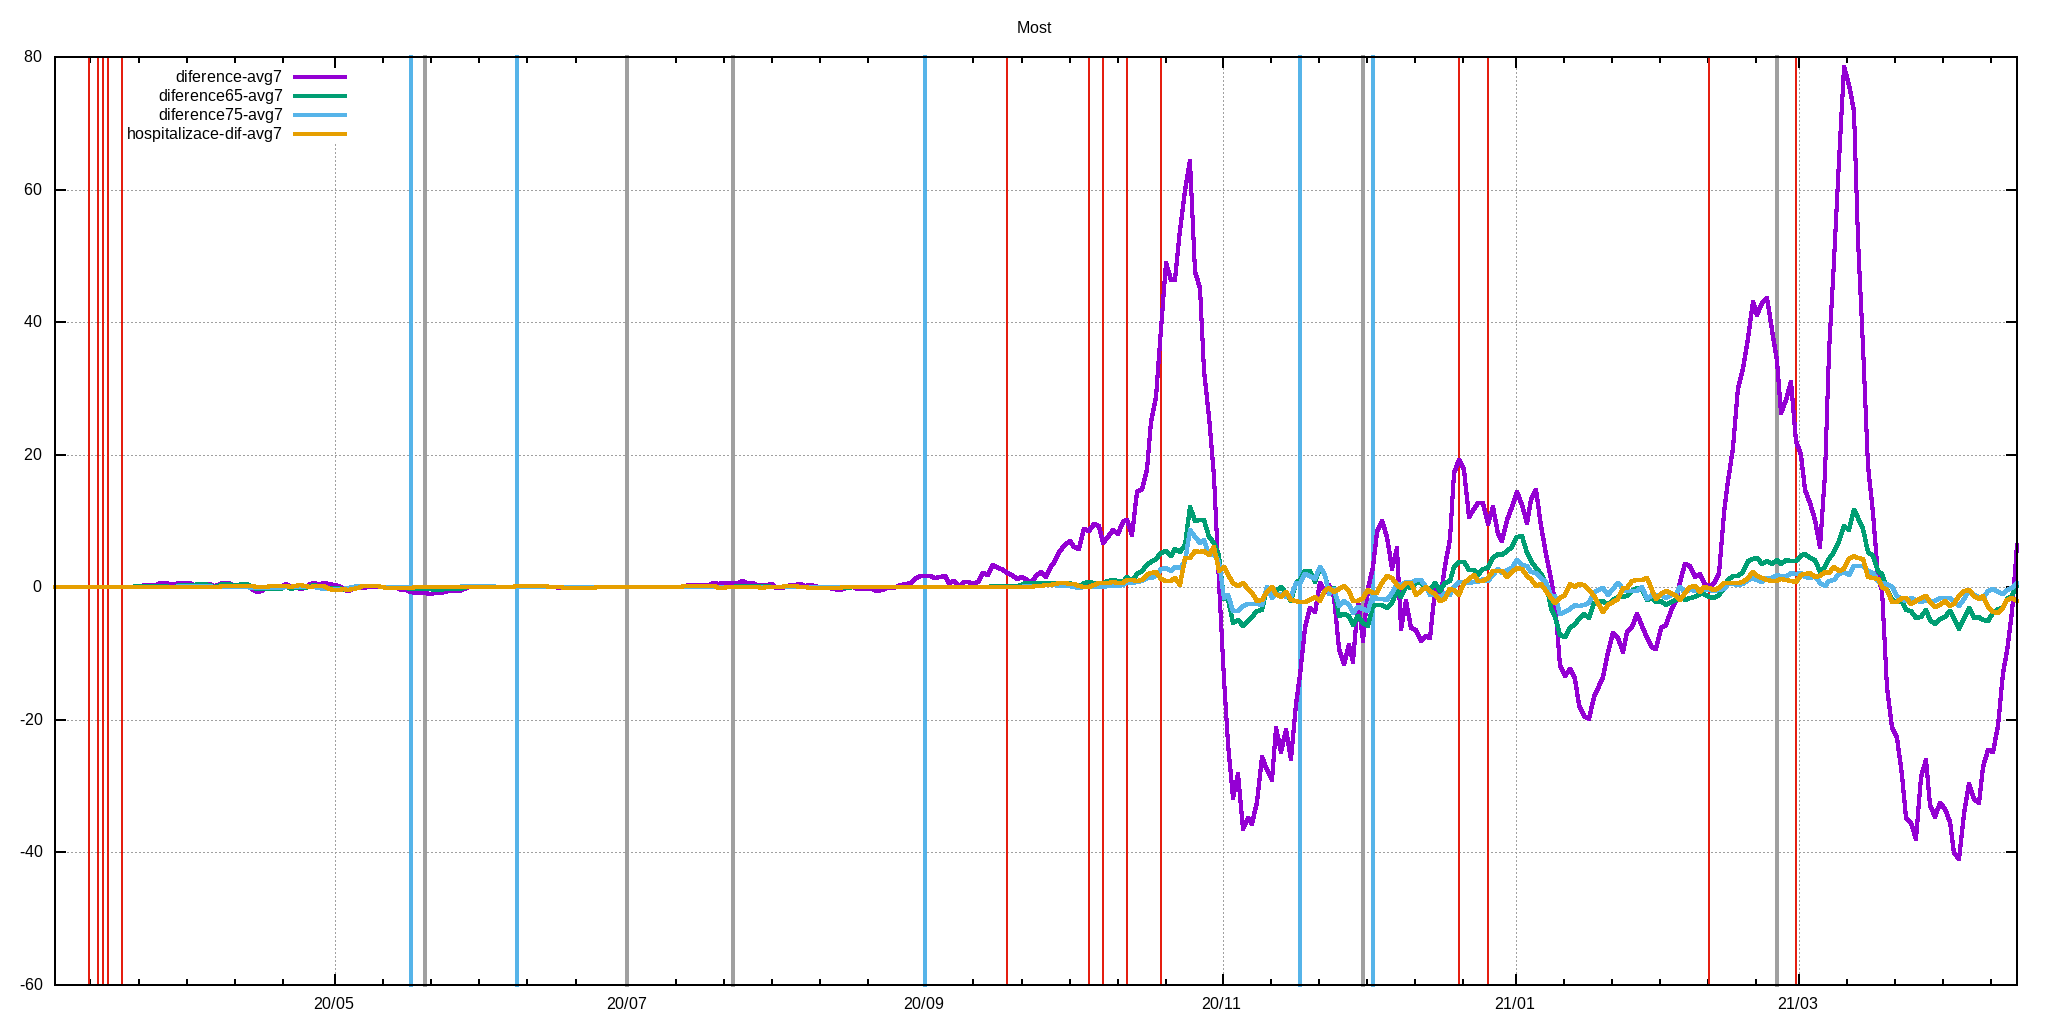 Most
diference-avg7
diference65-avg7
diference75-avg7
hospitalizace-dif-avg7
80
60
40
20
0
-20
-40
-60
20/05 20/07 20/09 20/11 21/01 21/03